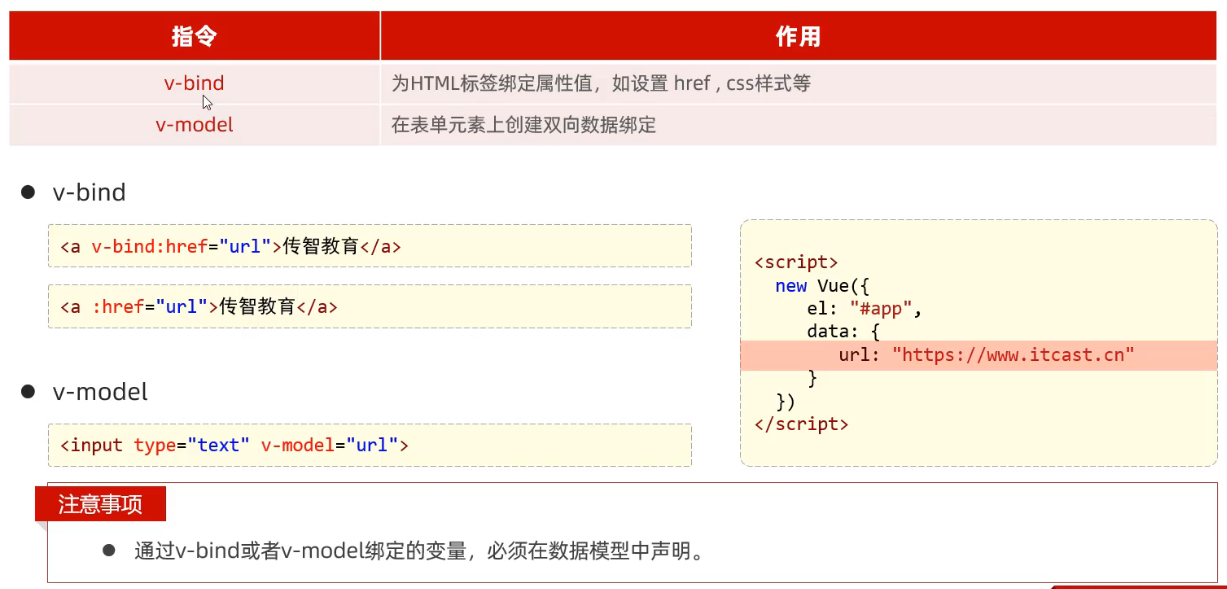 指令 作用
v-bind 为HTML标签绑定属性值，如设置 href , css样式等
v-model 在表单元素上创建双向数据绑定
v-bind
<a v-bind:href="url">传智教育</a>
<a :href="url">传智教育</a>
v-model
<input type="text" v-model="url">
<script>
new Vue({
el: "#app",
data: {
url: "https://www.itcast.cn"
}
})
</script>
注意事项
通过v-bind或者v-model绑定的变量，必须在数据模型中声明。